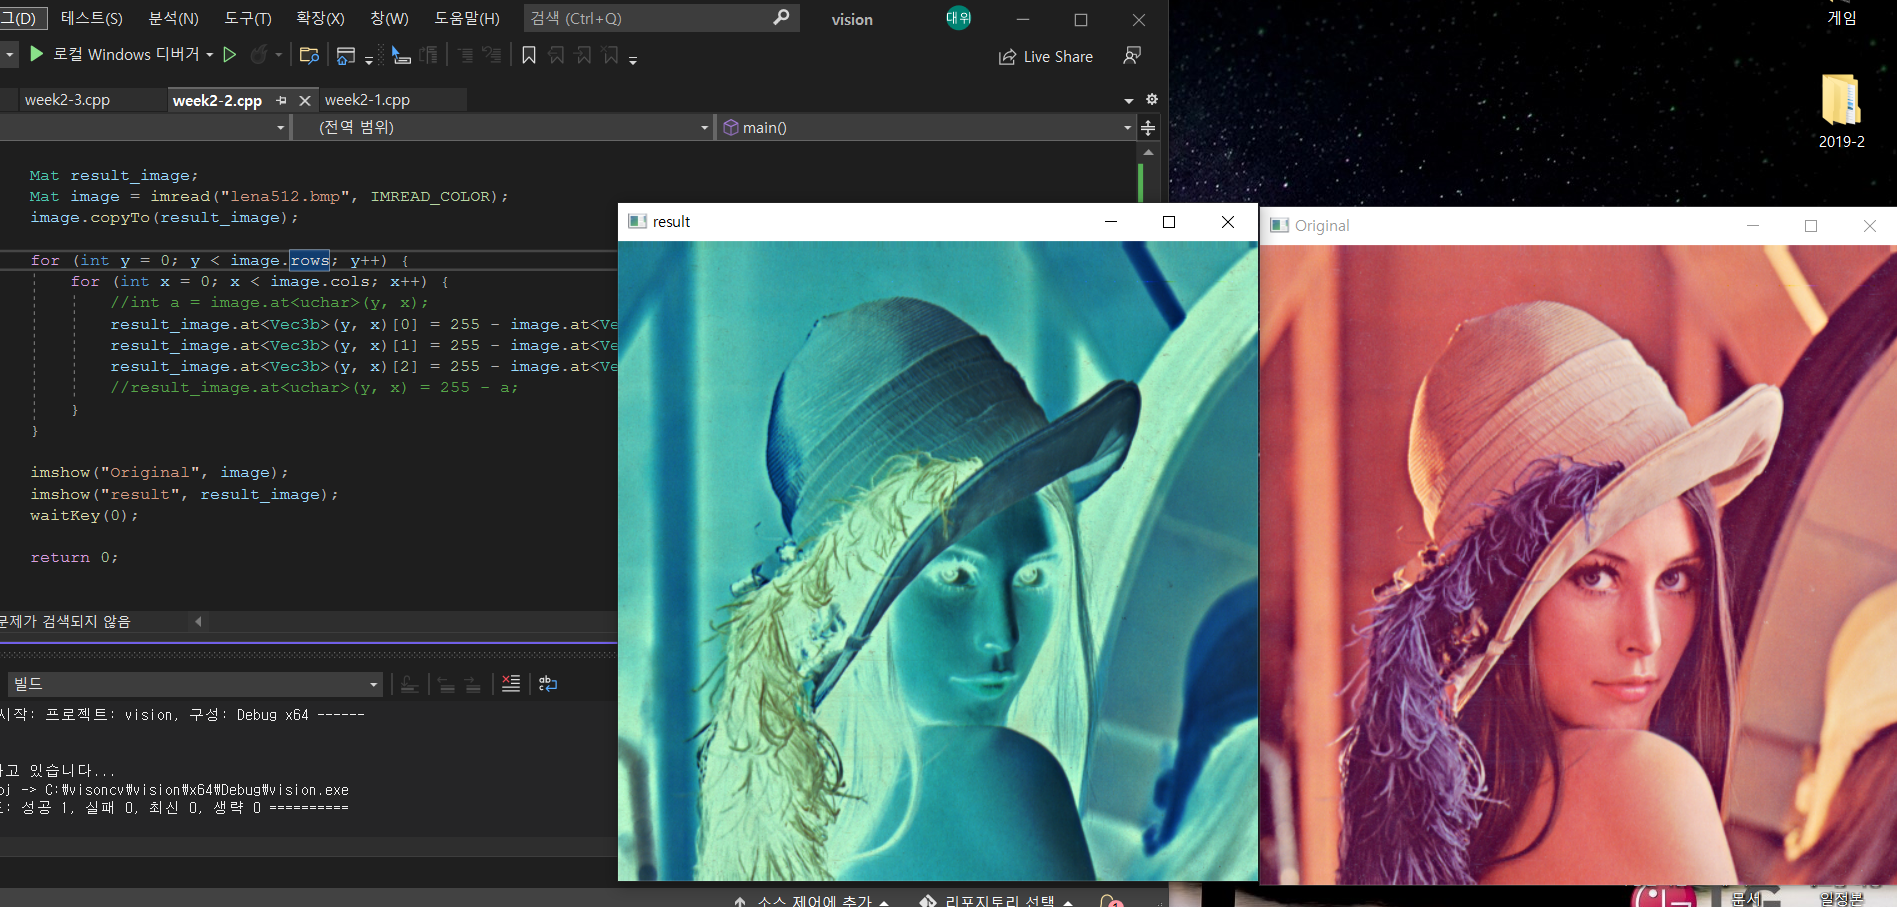 그(D) 테스트(S) 분석(N) 도구(T) 확장(X) 창(W) 도움말(H) 검색 (Ctrl+Q) vision 대위
로컬 Windows 디버거 Live Share
week2-3.cpp week2-2.cpp week2-1.cpp
(전역 범위) main()
Mat result_image;
Mat image = imread("lena512.bmp", IMREAD_COLOR);
image.copyTo(result_image);
for (int y = 0; y < image.rows; y++) {
for (int x = 0; x < image.cols; x++) {
//int a = image.at<uchar>(y, x);
result_image.at<Vec3b>(y, x)[0] = 255 - image.at<Ve
result_image.at<Vec3b>(y, x)[1] = 255 - image.at<Ve
result_image.at<Vec3b>(y, x)[2] = 255 - image.at<Ve
//result_image.at<uchar>(y, x) = 255 - a;
}
}
imshow("Original", image);
imshow("result", result_image);
waitKey(0);
return 0;
문제가 검색되지 않음
빌드
시작: 프로젝트: vision, 구성: Debug x64 ------
하고 있습니다...
oj -> C:₩visoncv₩vision₩x64₩Debug₩vision.exe
: 성공 1, 실패 0, 최신 0, 생략 0 ==========
소스 제어에 추가 리포지토리 선택 1
result
Original
게임
2019-2
문서
일정본